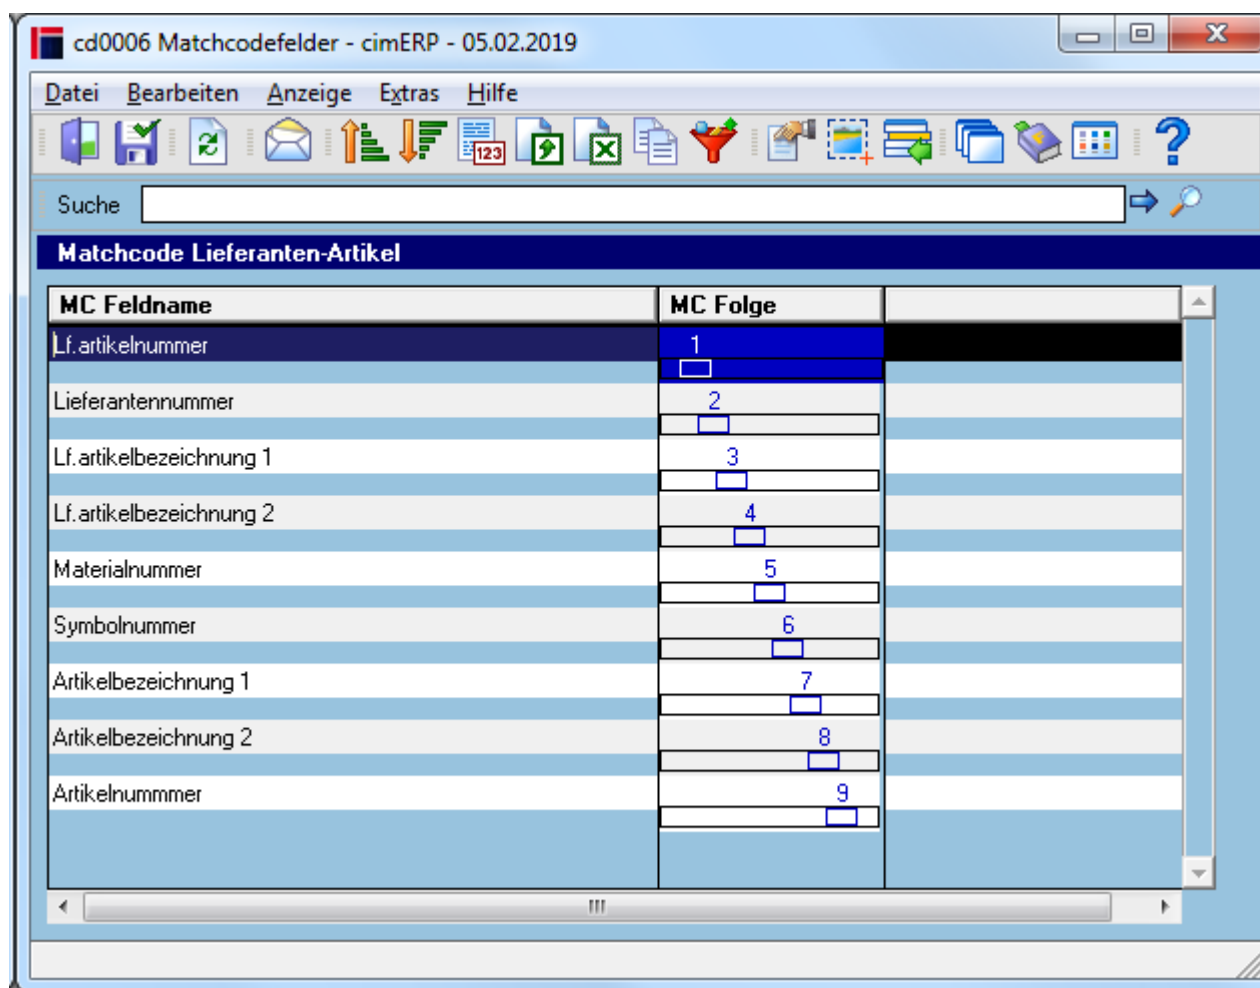 cd0006 Matchcodefelder - cimERP - 05.02.2019
Datei Bearbeiten Anzeige Extras Hilfe
123
Suche
Matchcode Lieferanten-Artikel
MC Feldname MC Folge
Lf.artikelnummer 1
Lieferantennummer 2
Lf.artikelbezeichnung 1 3
Lf.artikelbezeichnung 2 4
Materialnummer 5
Symbolnummer 6
Artikelbezeichnung 1 7
Artikelbezeichnung 2 8
Artikelnummmer 9